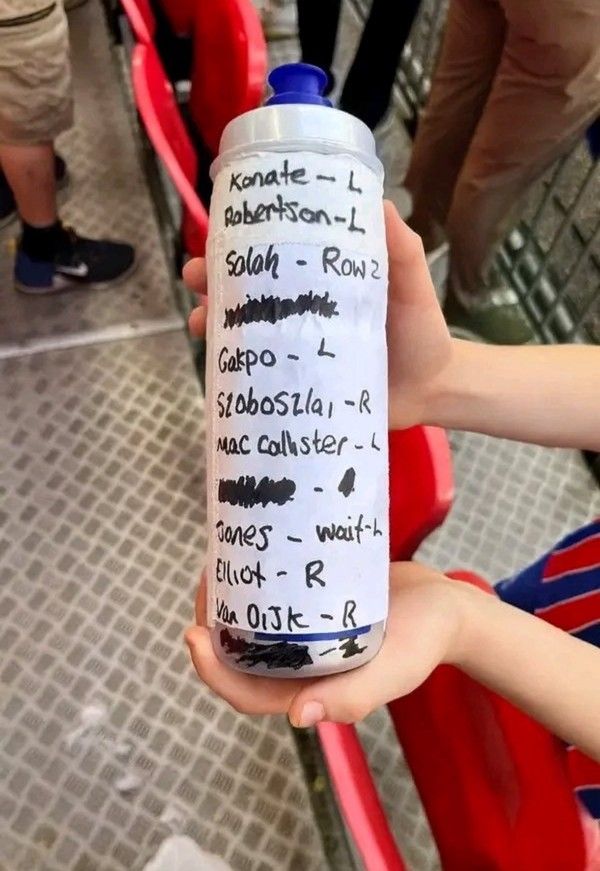 Konate - L
Robertson - L
Salah - Row 2
Gakpo - L
Szoboszlai - R
Mac Callister - L
Jones - wait - L
Elliot - R
Van Dijk - R